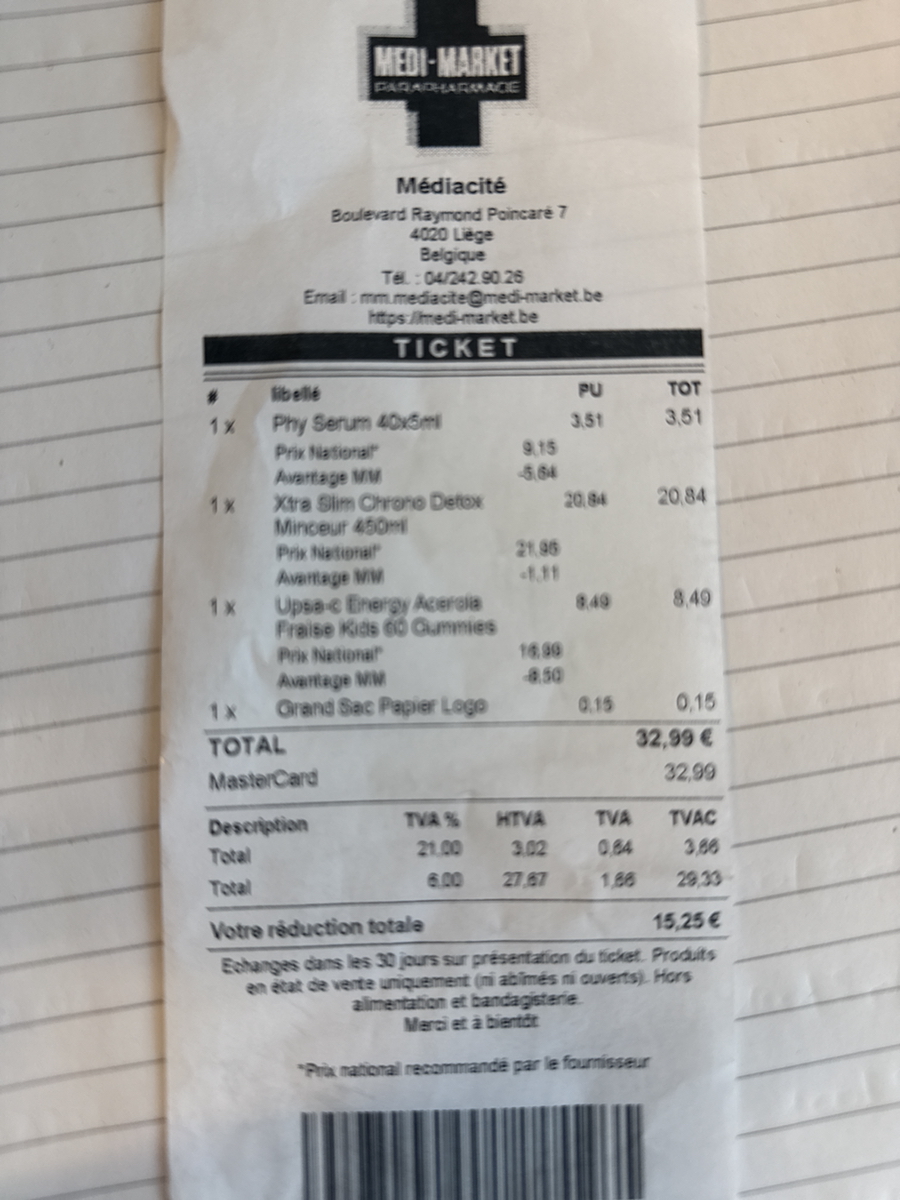 MEDI-MARKET
PARAPHARMACIE
Médiacité
Boulevard Raymond Poincaré 7
4020 Liège
Belgique
Tél. : 04/242.90.26
Email : mm.mediacite@medi-market.be
https://medi-market.be
TICKET
# libellé PU TOT
1 x Phy Serum 40x5ml 3,51 3,51
Prix National* 9,15
Avantage MM -5,64
1 x Xtra Slim Chrono Detox 20,84 20,84
Minceur 450ml
Prix National* 21,95
Avantage MM -1,11
1 x Upsa-c Energy Acerola 8,49 8,49
Fraise Kids 60 Gummies
Prix National* 16,99
Avantage MM -8,50
1 x Grand Sac Papier Logo 0,15 0,15
TOTAL 32,99 €
MasterCard 32,99
Description TVA % HTVA TVA TVAC
Total 21.00 3,02 0,64 3,66
Total 6.00 27,67 1,66 29,33
Votre réduction totale 15,25 €
Echanges dans les 30 jours sur présentation du ticket. Produits
en état de vente uniquement (ni abîmés ni ouverts). Hors
alimentation et bandagisterie.
Merci et à bientôt
*Prix national recommandé par le fournisseur